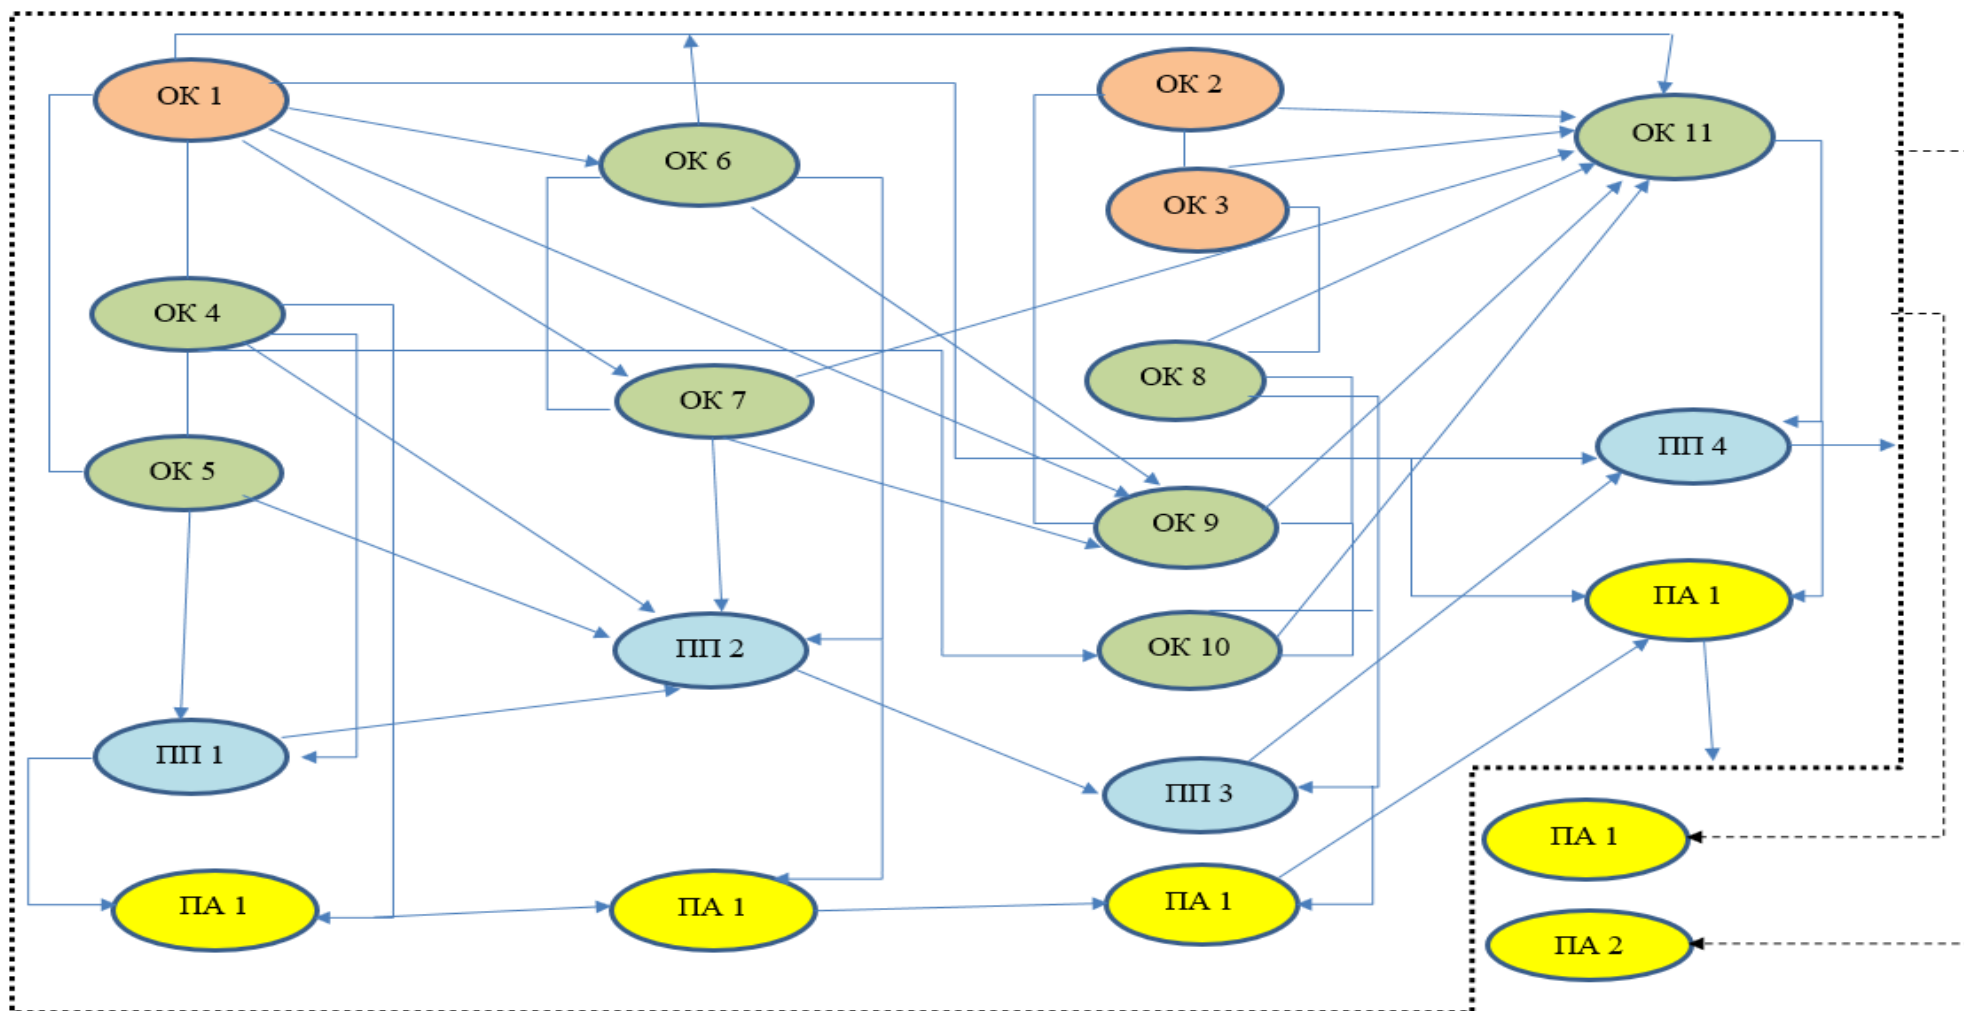 ОК 1
ОК 2
ОК 11
ОК 6
ОК 3
ОК 4
ОК 8
ОК 7
ПП 4
ОК 5
ОК 9
ПА 1
ПП 2
ОК 10
ПП 1
ПП 3
ПА 1
ПА 1
ПА 1
ПА 1
ПА 2